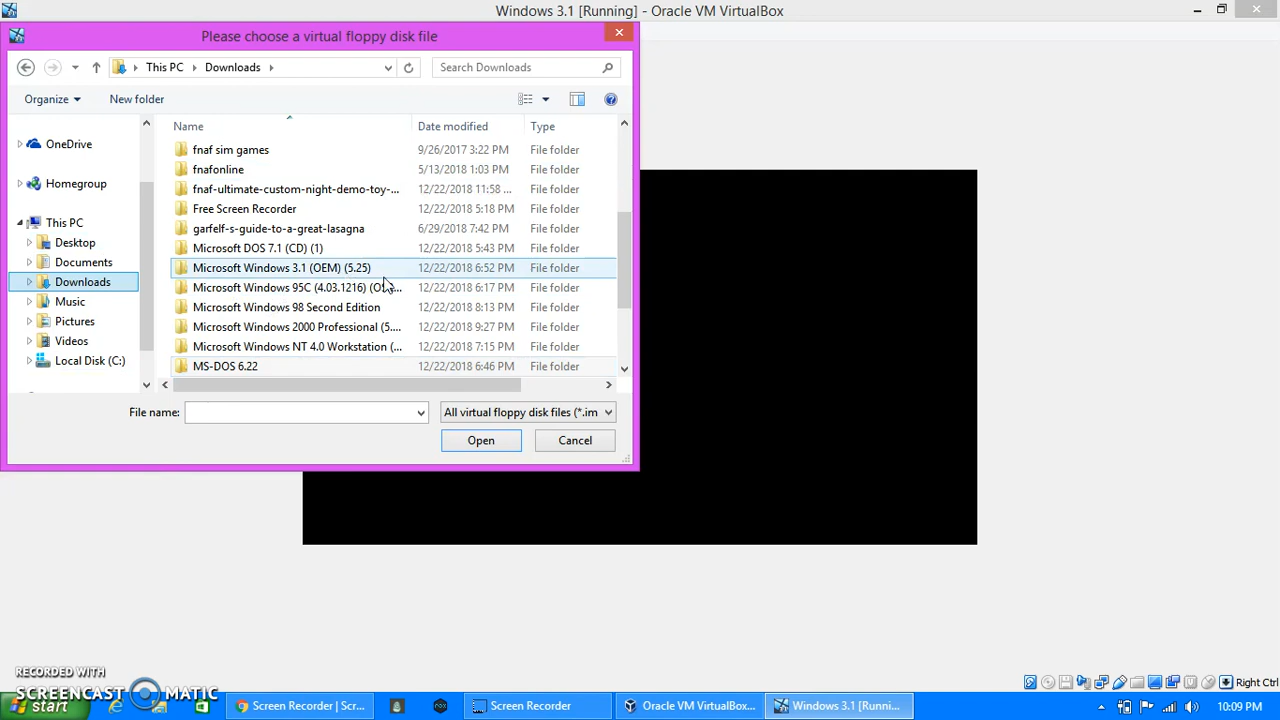 Windows 3.1 [Running] - Oracle VM VirtualBox
Please choose a virtual floppy disk file
This PC
Downloads
Search Downloads
Organize
New folder
Name
Date modified
Type
OneDrive
Homegroup
This PC
Desktop
Documents
Downloads
Music
Pictures
Videos
Local Disk (C:)
fnaf sim games 9/26/2017 3:22 PM File folder
fnafonline 5/13/2018 1:03 PM File folder
fnaf-ultimate-custom-night-demo-toy-... 12/22/2018 11:58 ... File folder
Free Screen Recorder 12/22/2018 5:18 PM File folder
garfelf-s-guide-to-a-great-lasagna 6/29/2018 7:42 PM File folder
Microsoft DOS 7.1 (CD) (1) 12/22/2018 5:43 PM File folder
Microsoft Windows 3.1 (OEM) (5.25) 12/22/2018 6:52 PM File folder
Microsoft Windows 95C (4.03.1216) (O... 12/22/2018 6:17 PM File folder
Microsoft Windows 98 Second Edition 12/22/2018 8:13 PM File folder
Microsoft Windows 2000 Professional (5.... 12/22/2018 9:27 PM File folder
Microsoft Windows NT 4.0 Workstation (... 12/22/2018 7:15 PM File folder
MS-DOS 6.22 12/22/2018 6:46 PM File folder
File name:
All virtual floppy disk files (*.im
Open
Cancel
Right Ctrl
RECORDED WITH
SCREENCAST MATIC
start
Screen Recorder | Scr...
Screen Recorder
Oracle VM VirtualBox...
Windows 3.1 [Runni...
10:09 PM